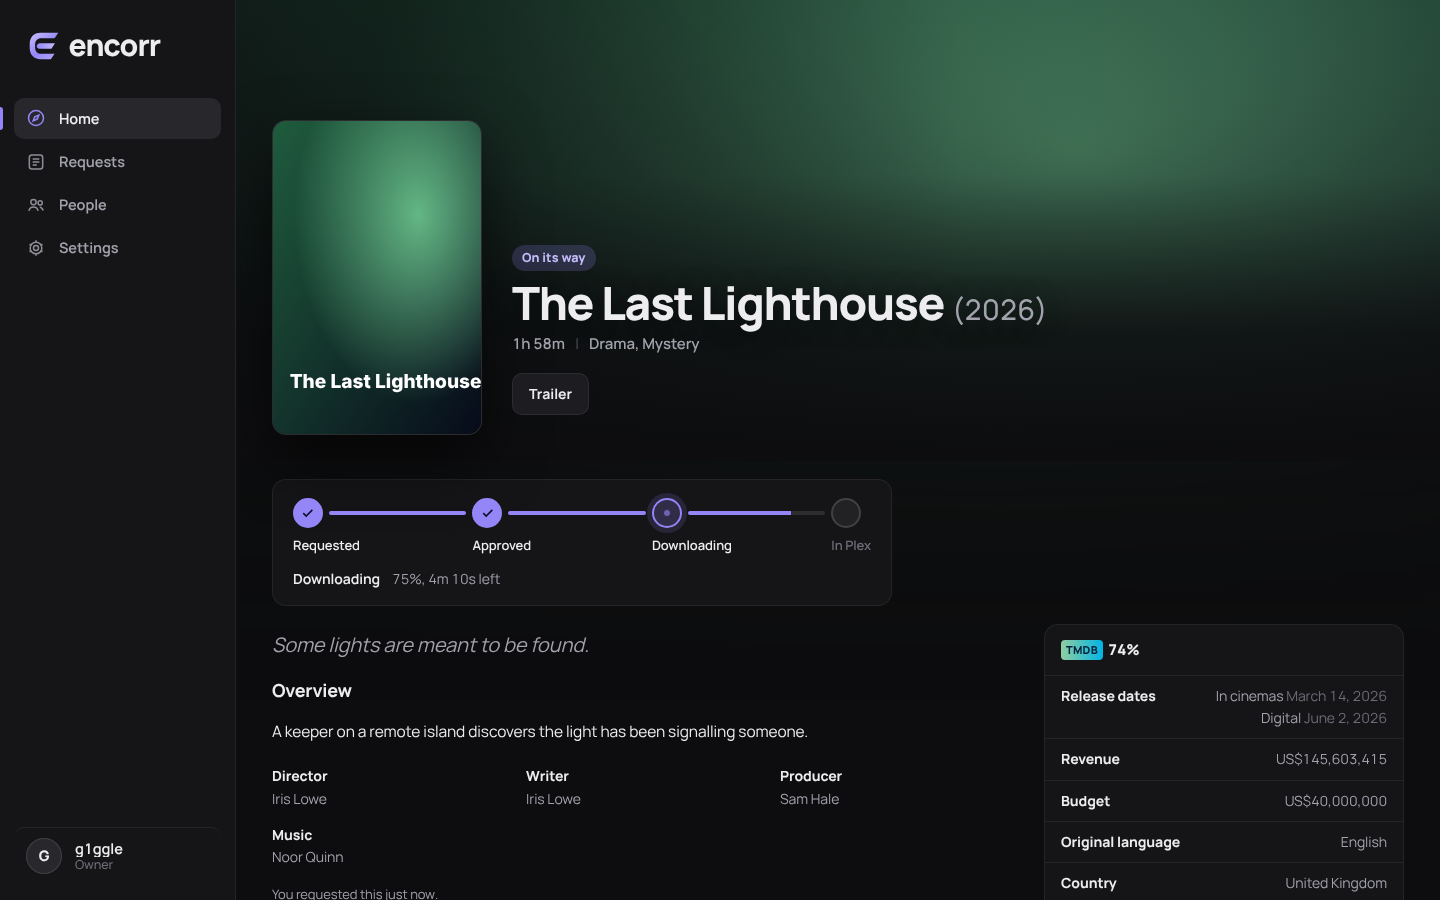 encorr
Home
Requests
People
Settings
G
g1ggle
Owner
The Last Lighthouse
On its way
The Last Lighthouse (2026)
1h 58m | Drama, Mystery
Trailer
Requested
Approved
Downloading
In Plex
Downloading 75%, 4m 10s left
Some lights are meant to be found.
Overview
A keeper on a remote island discovers the light has been signalling someone.
Director
Iris Lowe
Writer
Iris Lowe
Producer
Sam Hale
Music
Noor Quinn
You requested this just now.
TMDB 74%
Release dates
In cinemas March 14, 2026
Digital June 2, 2026
Revenue US$145,603,415
Budget US$40,000,000
Original language English
Country United Kingdom